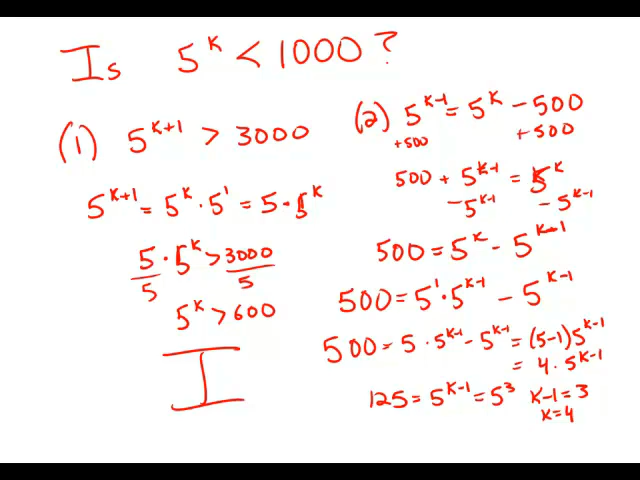 Is 5^k < 1000?
(1) 5^(k+1) > 3000
5^(k+1) = 5^k · 5^1 = 5 · 5^k
5/5 · 5^k > 3000/5
5^k > 600
I
(2) 5^(k-1) = 5^k - 500
+500 +500
500 + 5^(k-1) = 5^k
-5^(k-1) -5^(k-1)
500 = 5^k - 5^(k-1)
500 = 5^1 · 5^(k-1) - 5^(k-1)
500 = 5 · 5^(k-1) - 5^(k-1) = (5-1)5^(k-1)
= 4 · 5^(k-1)
125 = 5^(k-1) = 5^3 k-1=3
k=4